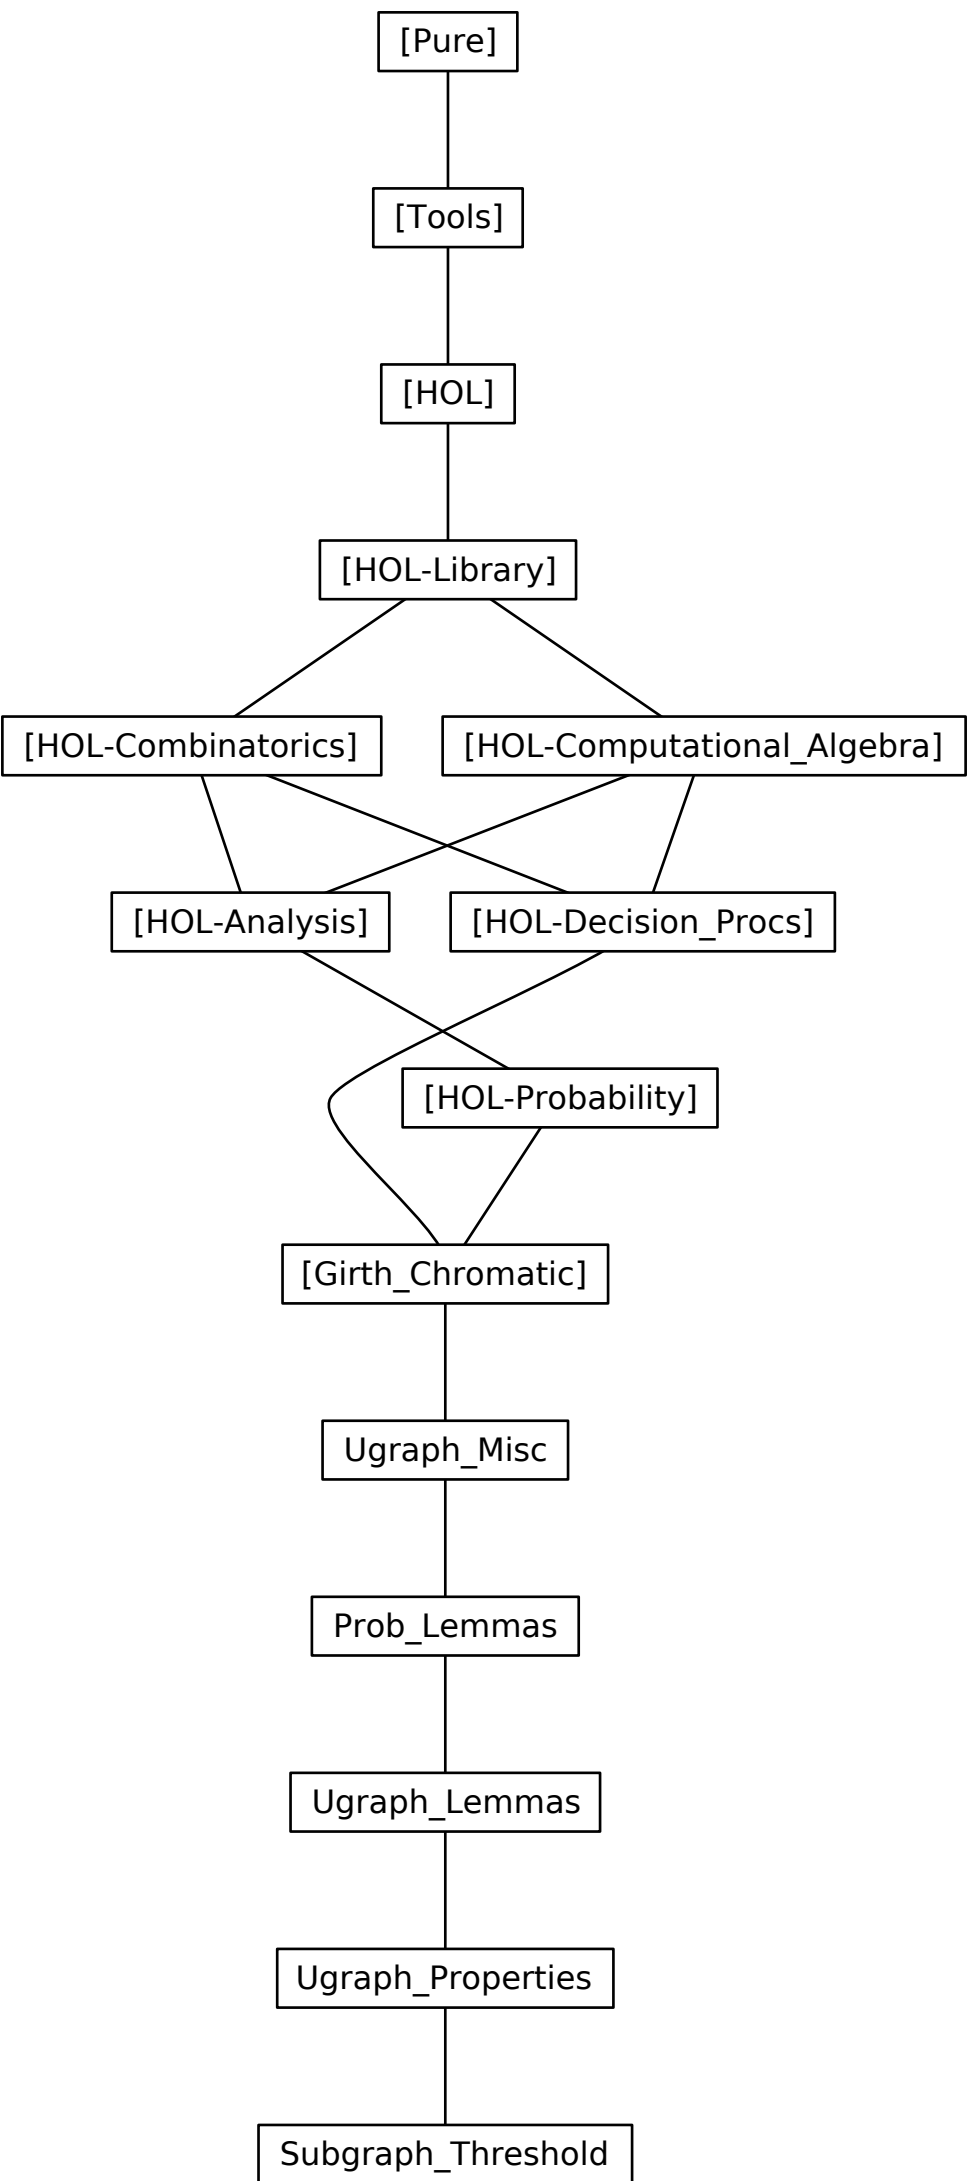 [Pure]
[Tools]
[HOL]
[HOL-Library]
[HOL-Combinatorics]
[HOL-Computational_Algebra]
[HOL-Analysis]
[HOL-Decision_Procs]
[HOL-Probability]
[Girth_Chromatic]
Ugraph_Misc
Prob_Lemmas
Ugraph_Lemmas
Ugraph_Properties
Subgraph_Threshold